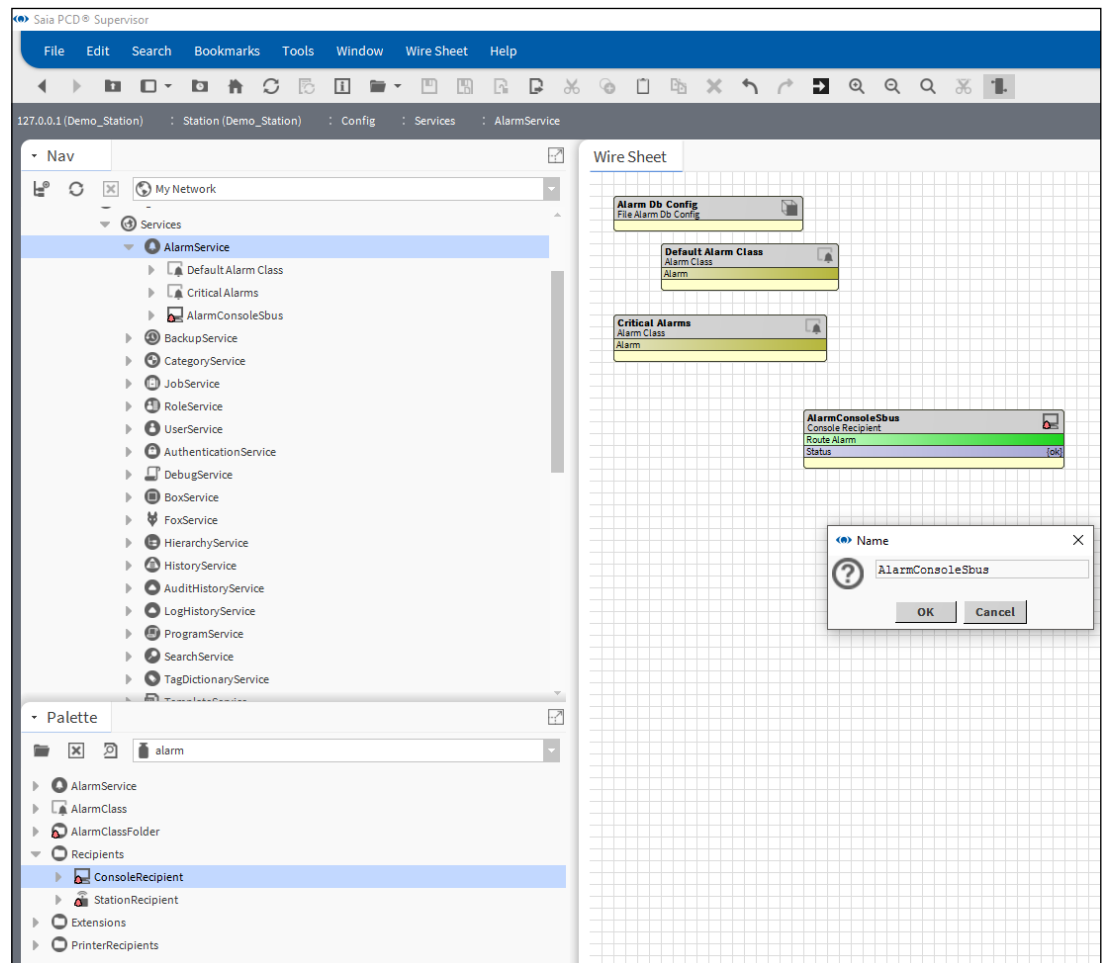 Saia PCD® Supervisor
File Edit Search Bookmarks Tools Window Wire Sheet Help
127.0.0.1 (Demo_Station) : Station (Demo_Station) : Config : Services : AlarmService
Nav
My Network
Services
AlarmService
Default Alarm Class
Critical Alarms
AlarmConsoleSbus
BackupService
CategoryService
JobService
RoleService
UserService
AuthenticationService
DebugService
BoxService
FoxService
HierarchyService
HistoryService
AuditHistoryService
LogHistoryService
ProgramService
SearchService
TagDictionaryService
Palette
alarm
AlarmService
AlarmClass
AlarmClassFolder
Recipients
ConsoleRecipient
StationRecipient
Extensions
PrinterRecipients
Wire Sheet
Alarm Db Config
File Alarm Db Config
Default Alarm Class
Alarm Class
Alarm
Critical Alarms
Alarm Class
Alarm
AlarmConsoleSbus
Console Recipient
Route Alarm
Status {ok}
Name
AlarmConsoleSbus
OK Cancel